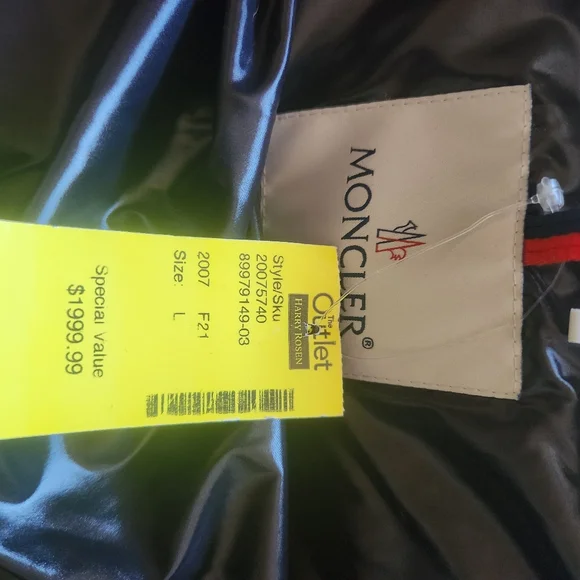 MONCLER®
The
Outlet
HARRY ROSEN
Style/Sku
20075740
89979149-03
2007 F21
Size: L
Special Value
$1999.99